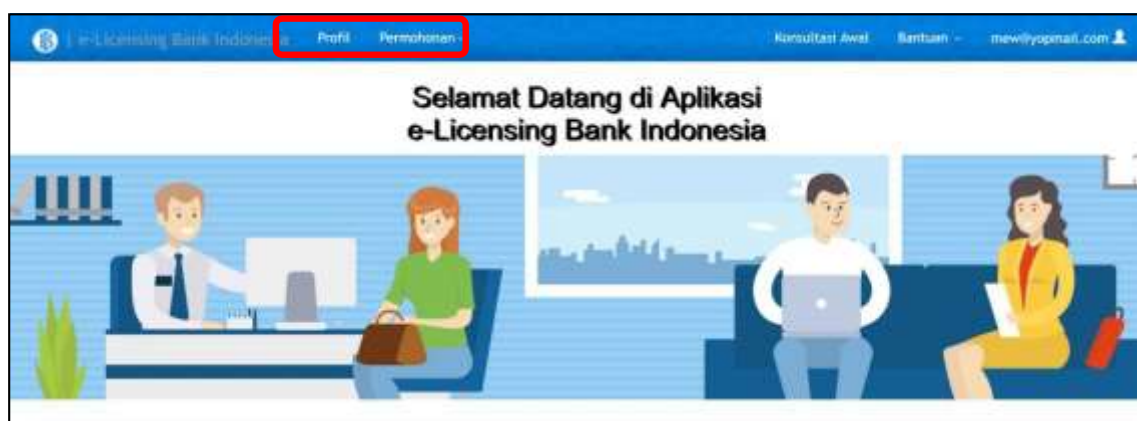 | e-Licensing Bank Indonesia Profil Permohonan Konsultasi Awal Bantuan
Selamat Datang di Aplikasi
e-Licensing Bank Indonesia